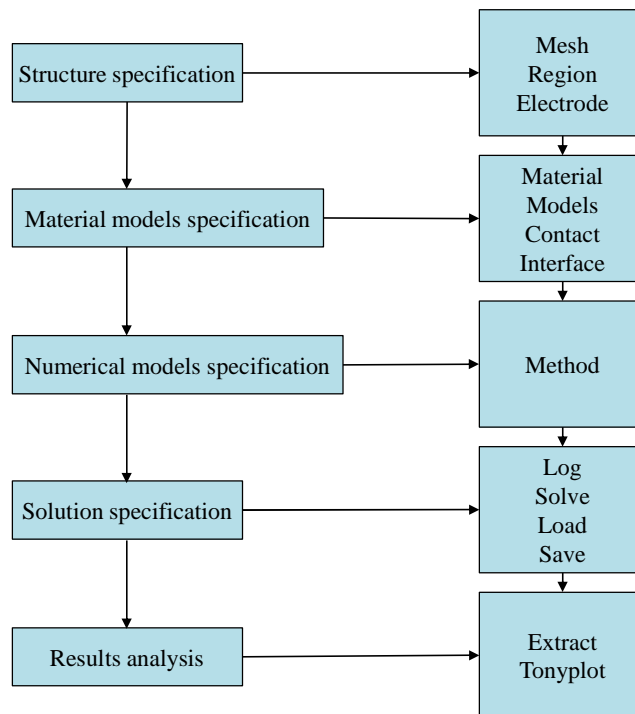 Structure specification
Mesh
Region
Electrode
Material models specification
Material
Models
Contact
Interface
Numerical models specification
Method
Solution specification
Log
Solve
Load
Save
Results analysis
Extract
Tonyplot